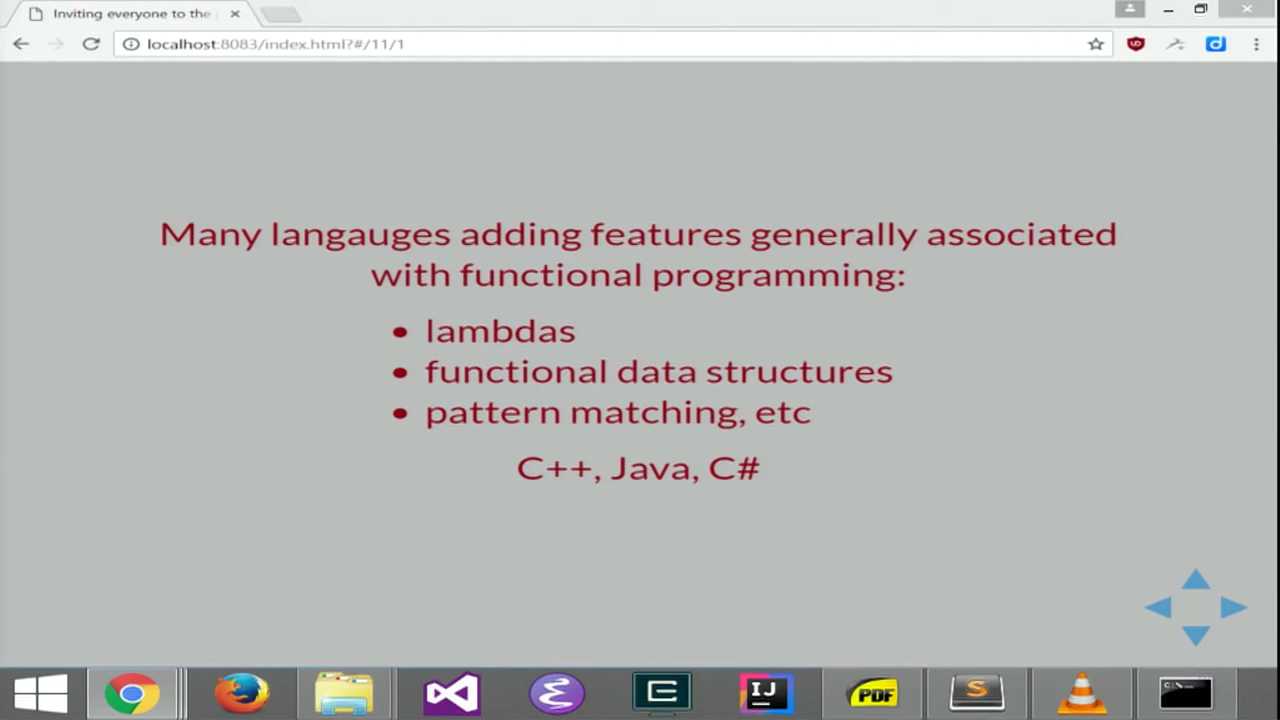 Inviting everyone to the
localhost:8083/index.html?#/11/1
Many langauges adding features generally associated
with functional programming:
• lambdas
• functional data structures
• pattern matching, etc
C++, Java, C#
IJ
PDF
S
C:\_